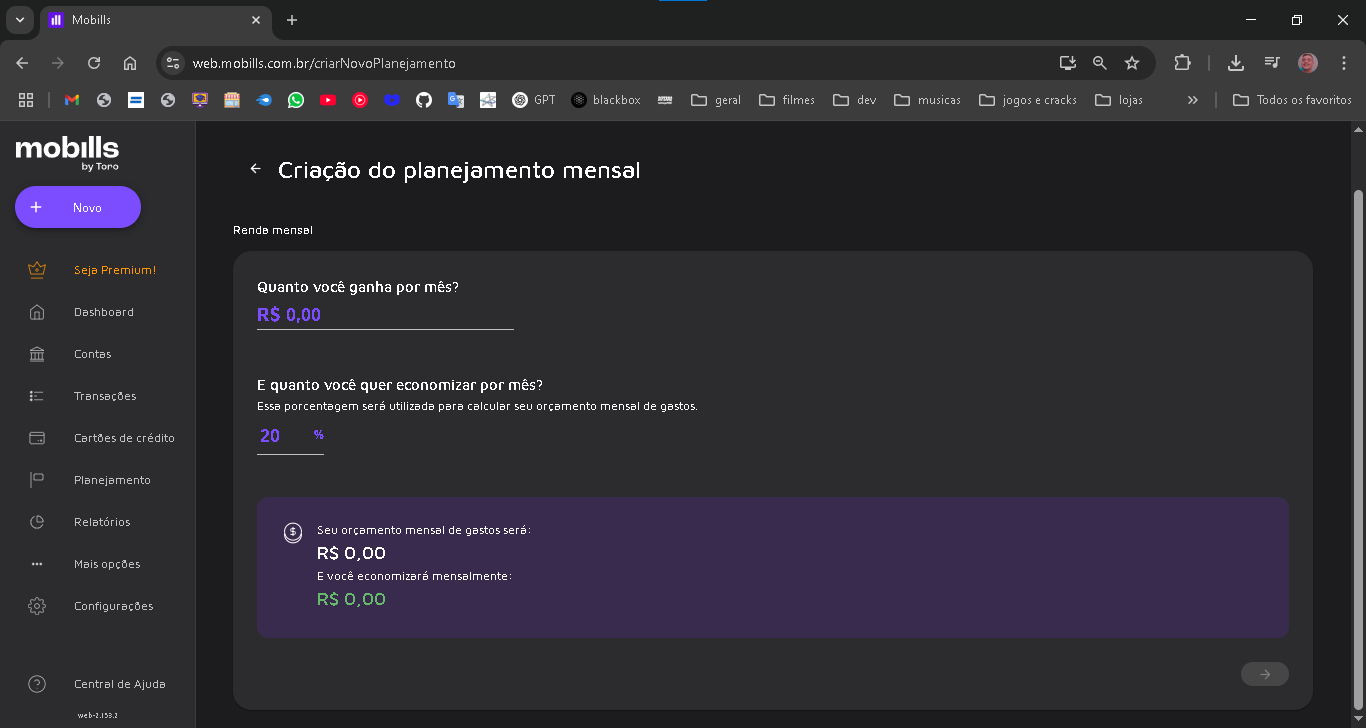 Mobills
web.mobills.com.br/criarNovoPlanejamento
GPT
blackbox
geral
filmes
dev
musicas
jogos e cracks
lojas
Todos os favoritos
mobills
by Toro
Novo
Seja Premium!
Dashboard
Contas
Transações
Cartões de crédito
Planejamento
Relatórios
Mais opções
Configurações
Central de Ajuda
web-2.153.2
Criação do planejamento mensal
Renda mensal
Quanto você ganha por mês?
R$ 0,00
E quanto você quer economizar por mês?
Essa porcentagem será utilizada para calcular seu orçamento mensal de gastos.
20 %
Seu orçamento mensal de gastos será:
R$ 0,00
E você economizará mensalmente:
R$ 0,00